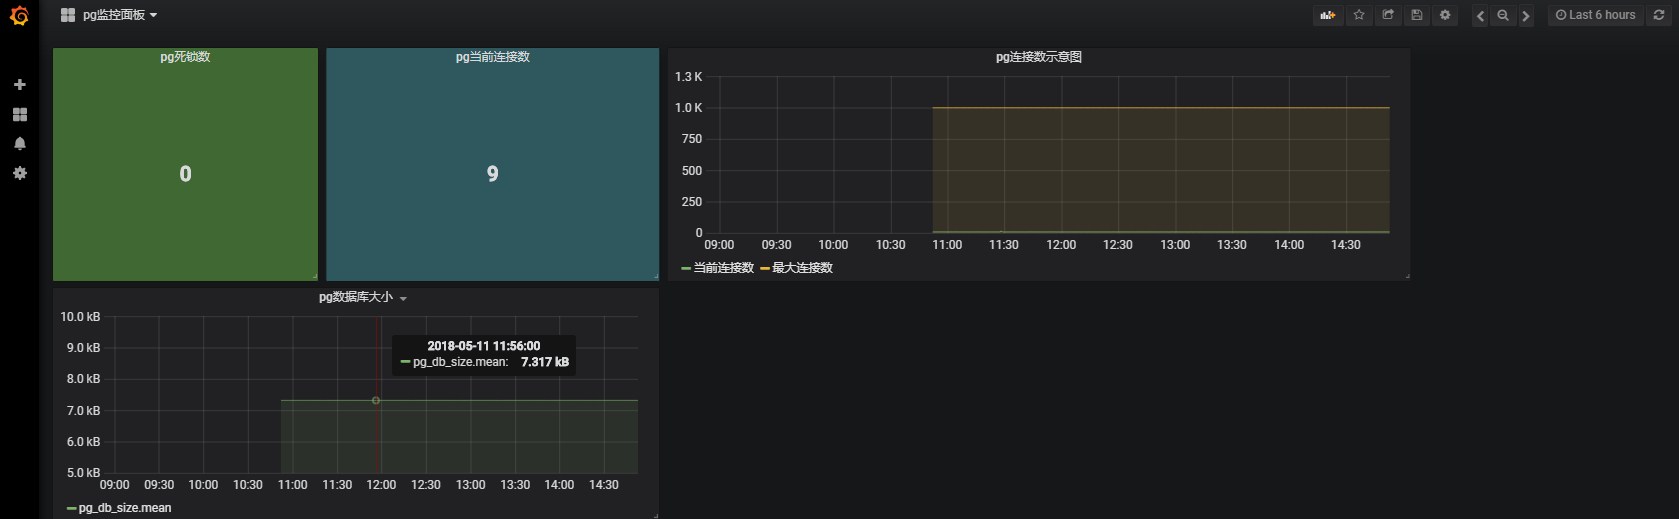 pg监控面板
Last 6 hours
pg死锁数
0
pg当前连接数
9
pg连接数示意图
1.3 K
1.0 K
750
500
250
0
09:00 09:30 10:00 10:30 11:00 11:30 12:00 12:30 13:00 13:30 14:00 14:30
当前连接数 最大连接数
pg数据库大小
10.0 kB
9.0 kB
8.0 kB
7.0 kB
6.0 kB
5.0 kB
2018-05-11 11:56:00
pg_db_size.mean: 7.317 kB
09:00 09:30 10:00 10:30 11:00 11:30 12:00 12:30 13:00 13:30 14:00 14:30
pg_db_size.mean